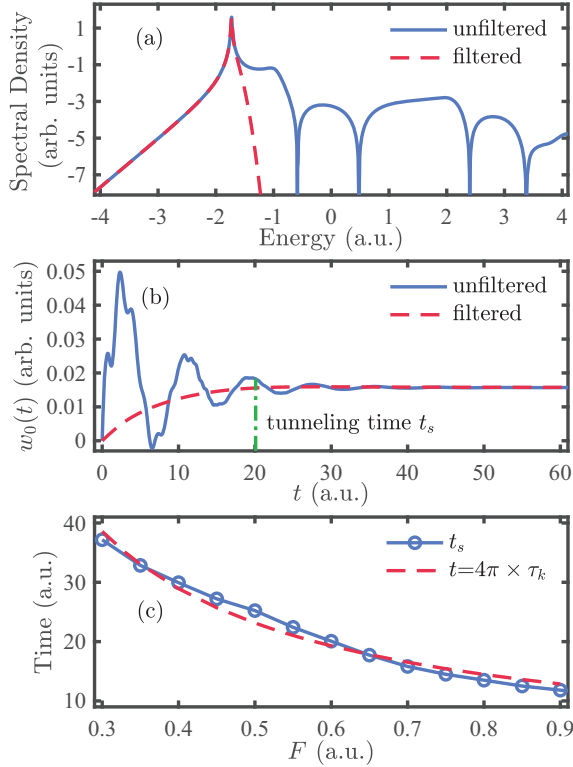 Spectral Density
(arb. units)
1
-1
-3
-5
-7
(a)
unfiltered
filtered
-4 -3 -2 -1 0 1 2 3 4
Energy (a.u.)
w₀(t) (arb. units)
0.05
0.04
0.03
0.02
0.01
0
(b)
unfiltered
filtered
tunneling time tₛ
0 10 20 30 40 50 60
t (a.u.)
Time (a.u.)
40
30
20
10
(c)
tₛ
t=4π × τₖ
0.3 0.4 0.5 0.6 0.7 0.8 0.9
F (a.u.)